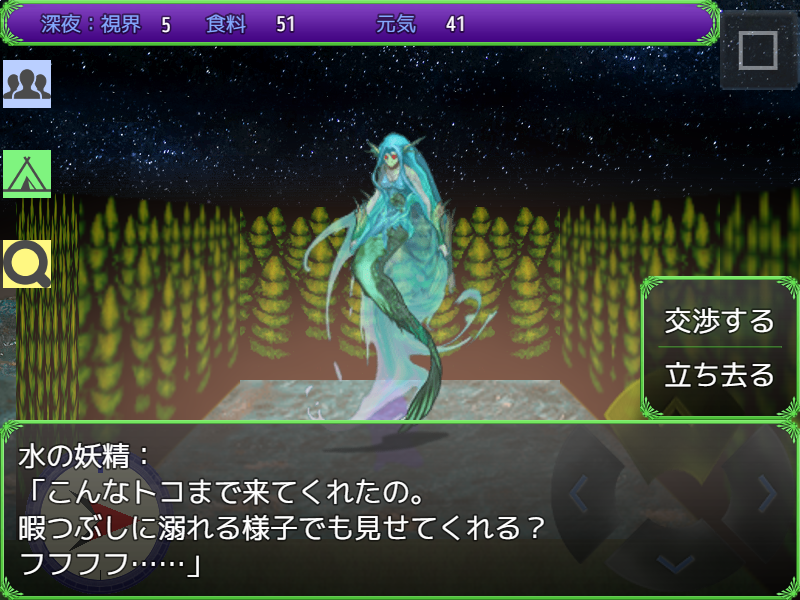 深夜：視界 5 食料 51 元気 41
交渉する
立ち去る
水の妖精：
「こんなトコまで来てくれたの。
暇つぶしに溺れる様子でも見せてくれる？
フフフフ……」